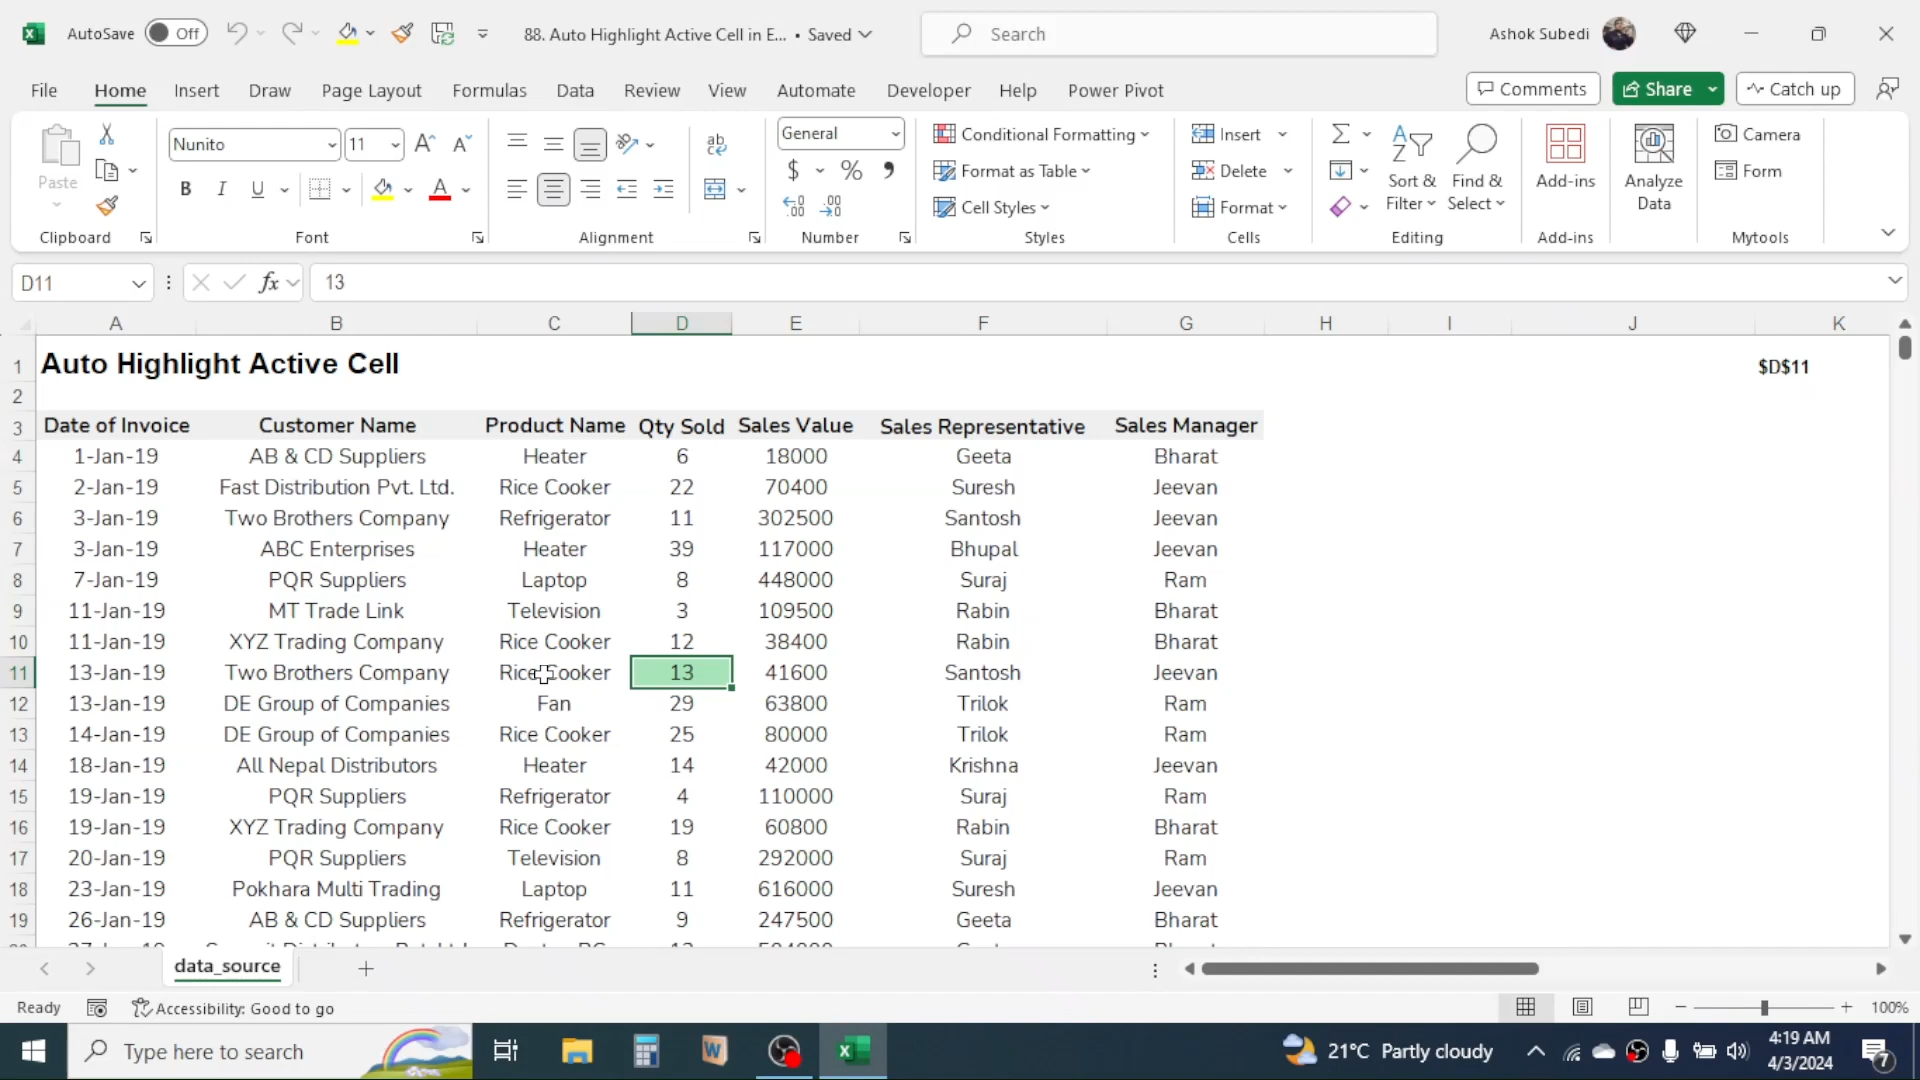 AutoSave Off 88. Auto Highlight Active Cell in E... • Saved Search Ashok Subedi
File Home Insert Draw Page Layout Formulas Data Review View Automate Developer Help Power Pivot Comments Share Catch up
Paste Nunito 11 B I U A ab General $ % , .00 Conditional Formatting Format as Table Cell Styles Insert Delete Format Σ Sort & Filter Find & Select Add-ins Analyze Data Camera Form
Clipboard Font Alignment Number Styles Cells Editing Add-ins Mytools
D11 fx 13
A B C D E F G H I J K
1 Auto Highlight Active Cell $D$11
2
3 Date of Invoice Customer Name Product Name Qty Sold Sales Value Sales Representative Sales Manager
4 1-Jan-19 AB & CD Suppliers Heater 6 18000 Geeta Bharat
5 2-Jan-19 Fast Distribution Pvt. Ltd. Rice Cooker 22 70400 Suresh Jeevan
6 3-Jan-19 Two Brothers Company Refrigerator 11 302500 Santosh Jeevan
7 3-Jan-19 ABC Enterprises Heater 39 117000 Bhupal Jeevan
8 7-Jan-19 PQR Suppliers Laptop 8 448000 Suraj Ram
9 11-Jan-19 MT Trade Link Television 3 109500 Rabin Bharat
10 11-Jan-19 XYZ Trading Company Rice Cooker 12 38400 Rabin Bharat
11 13-Jan-19 Two Brothers Company Rice Cooker 13 41600 Santosh Jeevan
12 13-Jan-19 DE Group of Companies Fan 29 63800 Trilok Ram
13 14-Jan-19 DE Group of Companies Rice Cooker 25 80000 Trilok Ram
14 18-Jan-19 All Nepal Distributors Heater 14 42000 Krishna Jeevan
15 19-Jan-19 PQR Suppliers Refrigerator 4 110000 Suraj Ram
16 19-Jan-19 XYZ Trading Company Rice Cooker 19 60800 Rabin Bharat
17 20-Jan-19 PQR Suppliers Television 8 292000 Suraj Ram
18 23-Jan-19 Pokhara Multi Trading Laptop 11 616000 Suresh Jeevan
19 26-Jan-19 AB & CD Suppliers Refrigerator 9 247500 Geeta Bharat
data_source
Ready Accessibility: Good to go 100%
Type here to search 21°C Partly cloudy 4:19 AM
4/3/2024 7